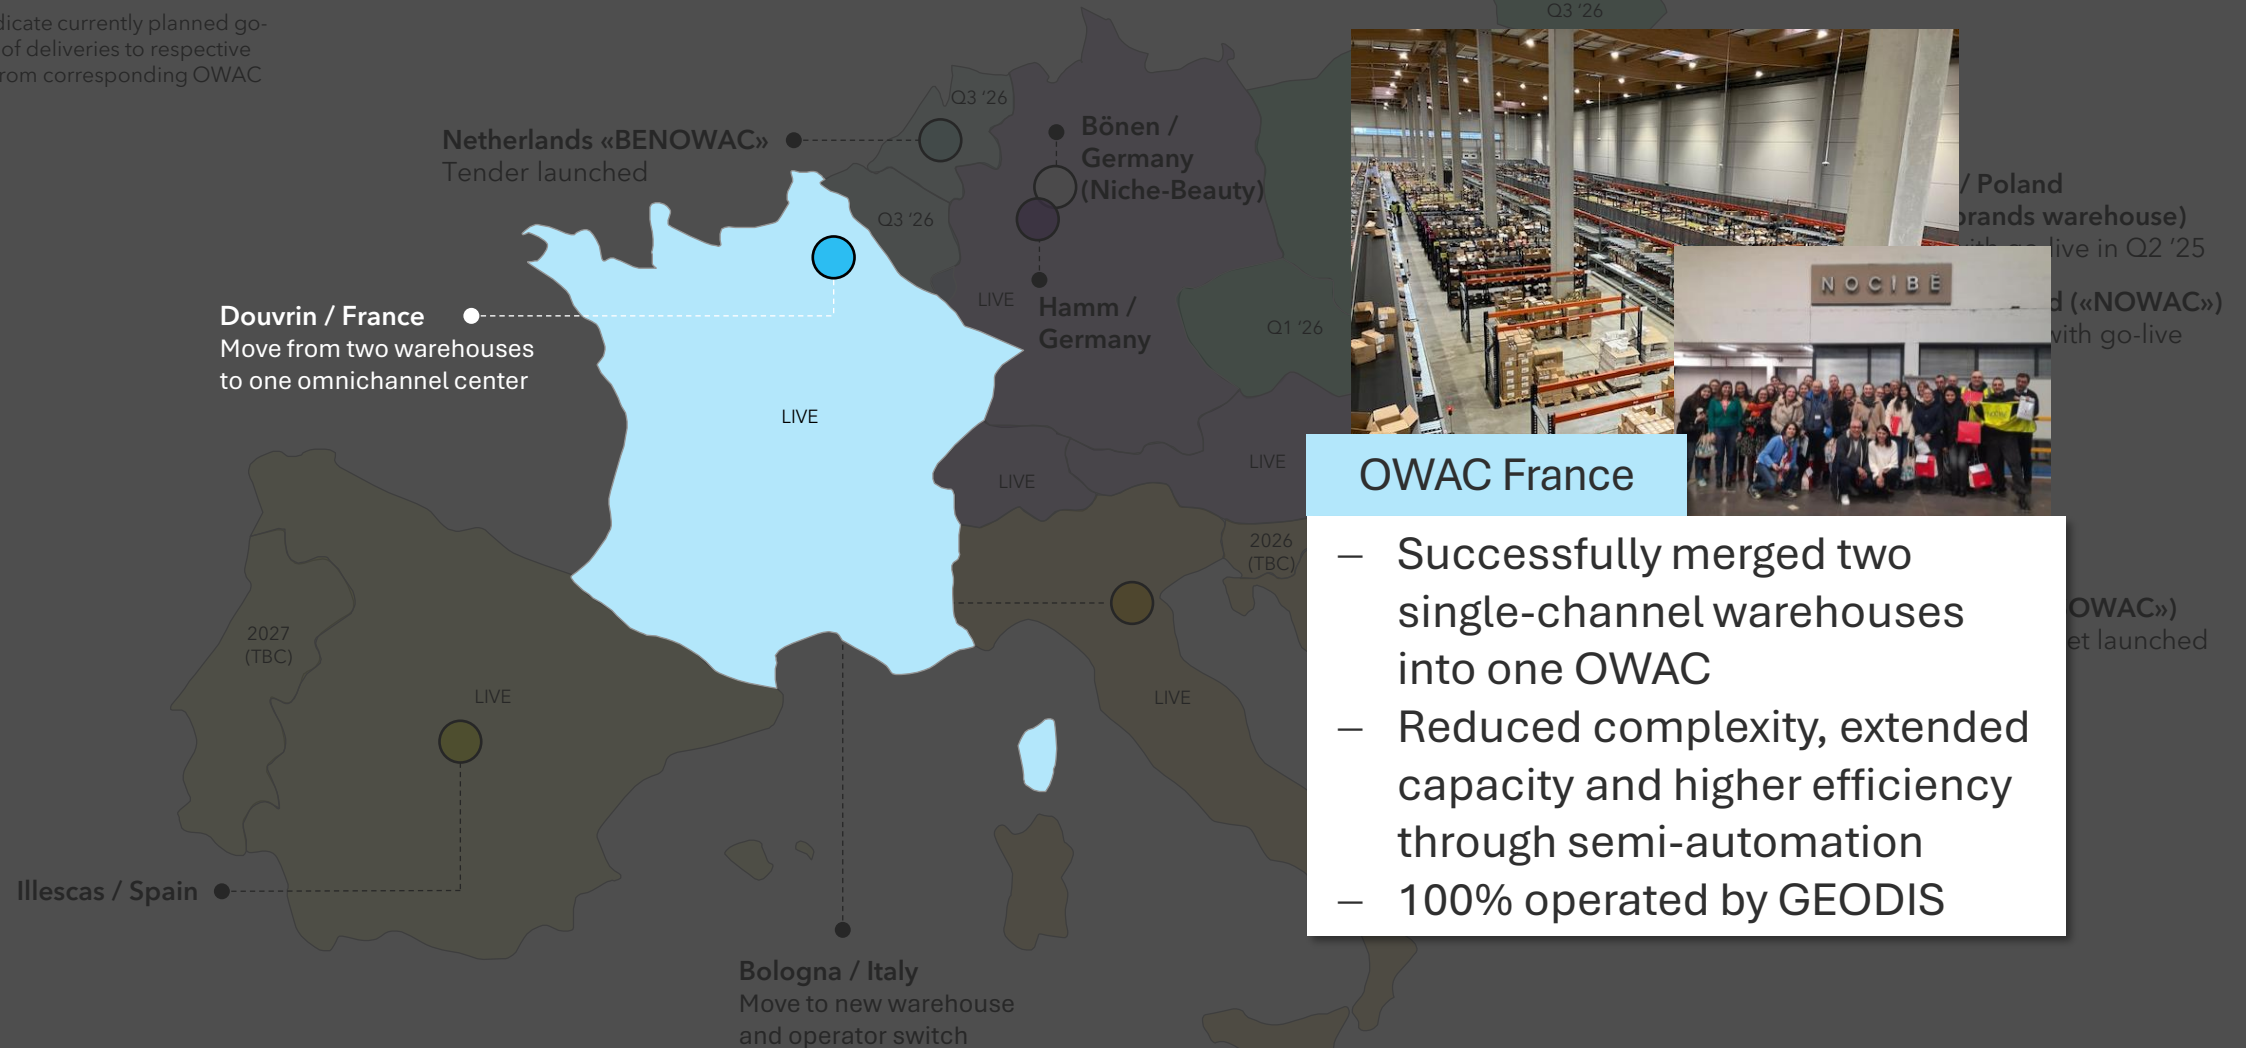 dicate currently planned go-
of deliveries to respective
rom corresponding OWAC
Q3 ‘26
Q3 ‘26
Netherlands «BENOWAC»
Tender launched
Bönen /
Germany
(Niche-Beauty)
Q3 ‘26
Douvrin / France
Move from two warehouses
to one omnichannel center
LIVE
Hamm /
Germany
Q1 ‘26
LIVE
LIVE
LIVE
2026
(TBC)
2027
(TBC)
LIVE
LIVE
Illescas / Spain
Bologna / Italy
Move to new warehouse
and operator switch
/ Poland
brands warehouse)
with go-live in Q2 ‘25
d («NOWAC»)
with go-live
OWAC»)
et launched
NOCIBÉ
OWAC France
– Successfully merged two
single-channel warehouses
into one OWAC
– Reduced complexity, extended
capacity and higher efficiency
through semi-automation
– 100% operated by GEODIS